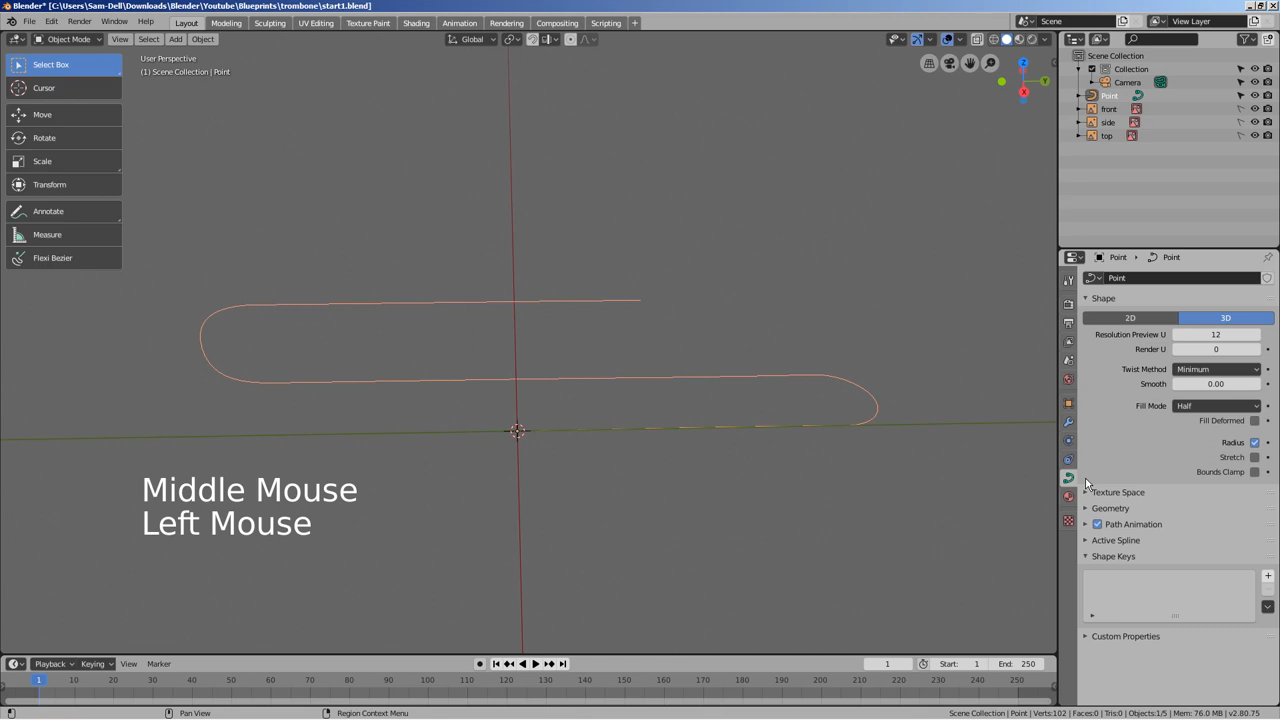 Blender* [C:\Users\Sam-Dell\Downloads\Blender\Youtube\Blueprints\trombone\start1.blend]
File Edit Render Window Help Layout Modeling Sculpting UV Editing Texture Paint Shading Animation Rendering Compositing Scripting + Scene View Layer
Object Mode View Select Add Object Global
Select Box
Cursor
Move
Rotate
Scale
Transform
Annotate
Measure
Flexi Bezier
User Perspective
(1) Scene Collection | Point
Z
Y
X
Middle Mouse
Left Mouse
Scene Collection
Collection
Camera
Point
front
side
top
Point Point
Point
Shape
2D 3D
Resolution Preview U 12
Render U 0
Twist Method Minimum
Smooth 0.00
Fill Mode Half
Fill Deformed
Radius
Stretch
Bounds Clamp
Texture Space
Geometry
Path Animation
Active Spline
Shape Keys
Custom Properties
Playback Keying View Marker 1 Start: 1 End: 250
1 10 20 30 40 50 60 70 80 90 100 110 120 130 140 150 160 170 180 190 200 210 220 230 240 250
Pan View Region Context Menu Scene Collection | Point | Verts:102 | Faces:0 | Tris:0 | Objects:1/5 | Mem: 76.0 MB | v2.80.75